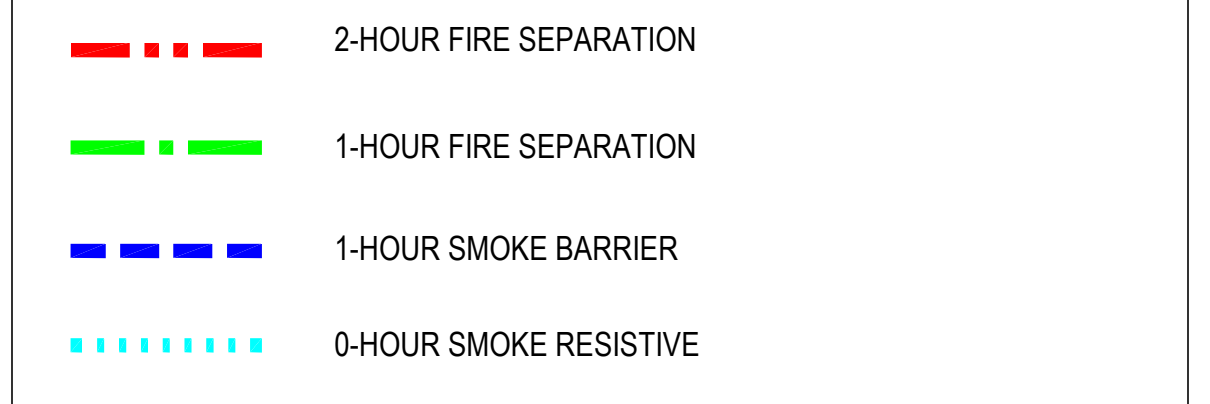 2-HOUR FIRE SEPARATION
1-HOUR FIRE SEPARATION
1-HOUR SMOKE BARRIER
0-HOUR SMOKE RESISTIVE